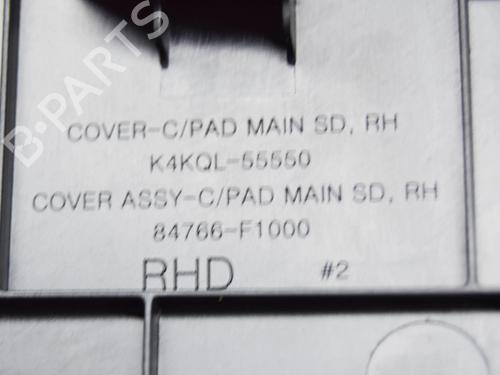 B-PARTS
COVER-C/PAD MAIN SD, RH
K4KQL-55550
COVER ASSY-C/PAD MAIN SD, RH
84766-F1000
RHD #2